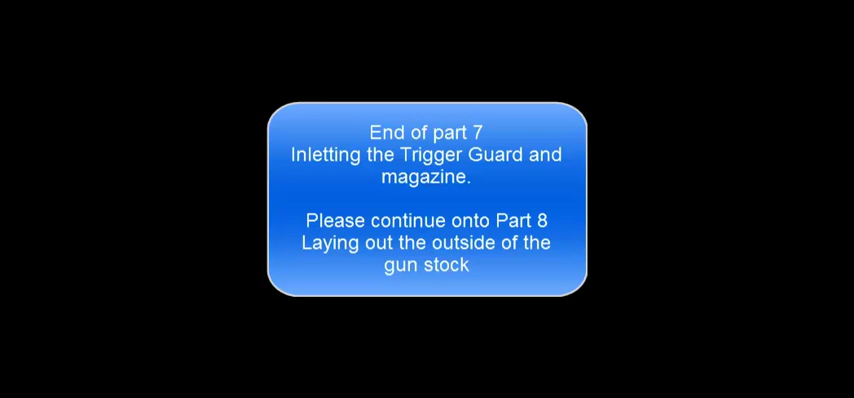 End of part 7
Inletting the Trigger Guard and
magazine.
Please continue onto Part 8
Laying out the outside of the
gun stock